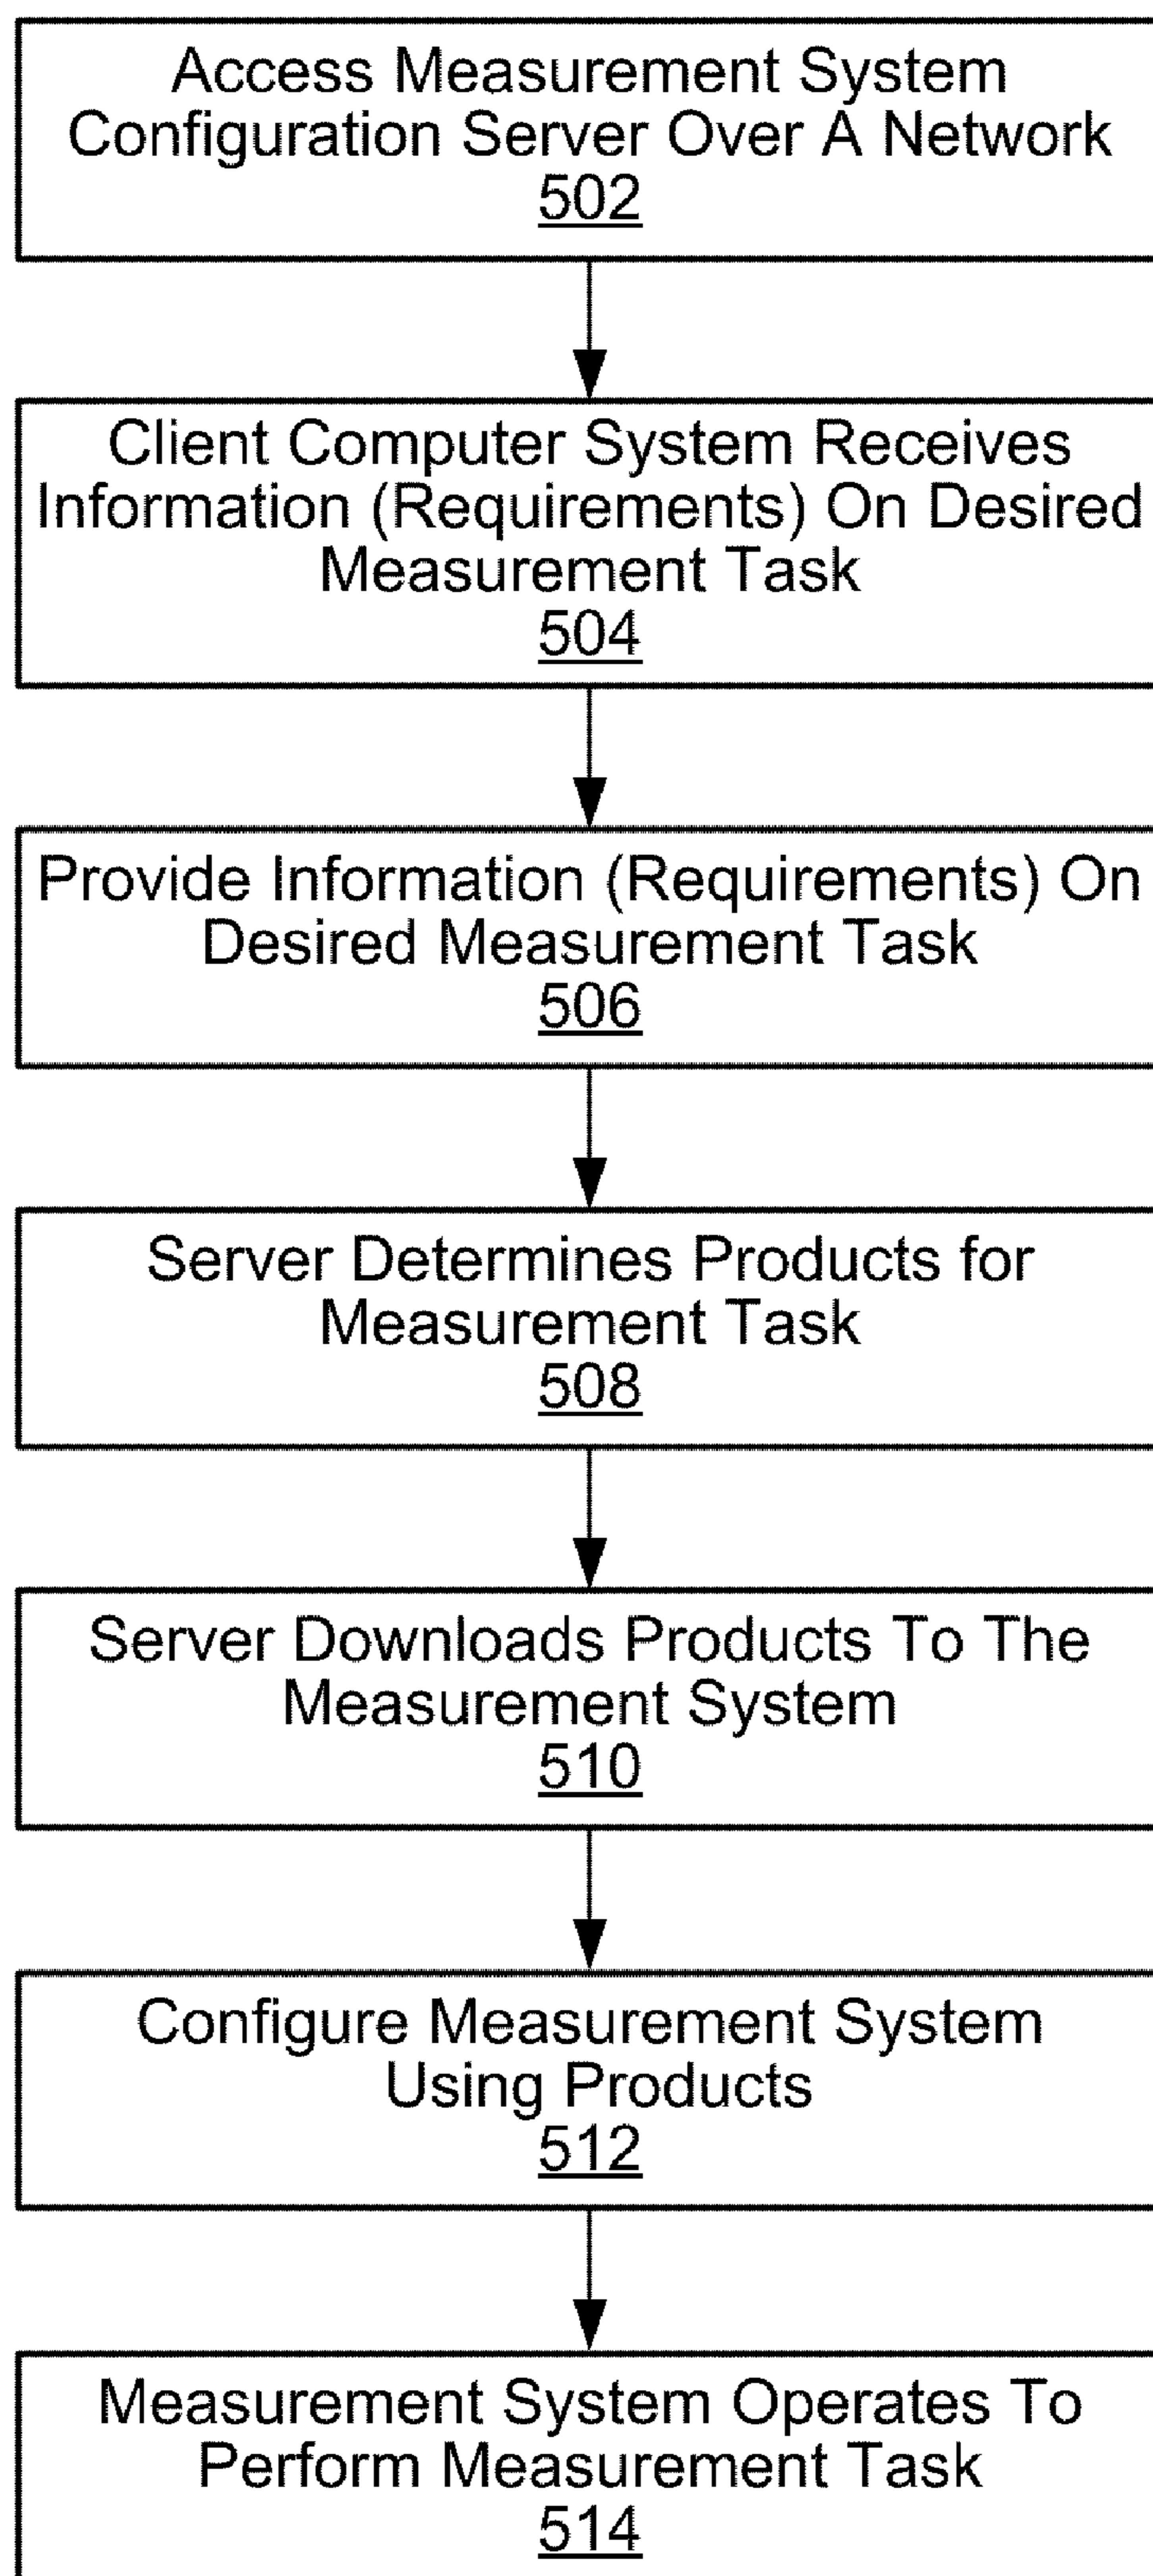 Access Measurement System
Configuration Server Over A Network
502
Client Computer System Receives
Information (Requirements) On Desired
Measurement Task
504
Provide Information (Requirements) On
Desired Measurement Task
506
Server Determines Products for
Measurement Task
508
Server Downloads Products To The
Measurement System
510
Configure Measurement System
Using Products
512
Measurement System Operates To
Perform Measurement Task
514